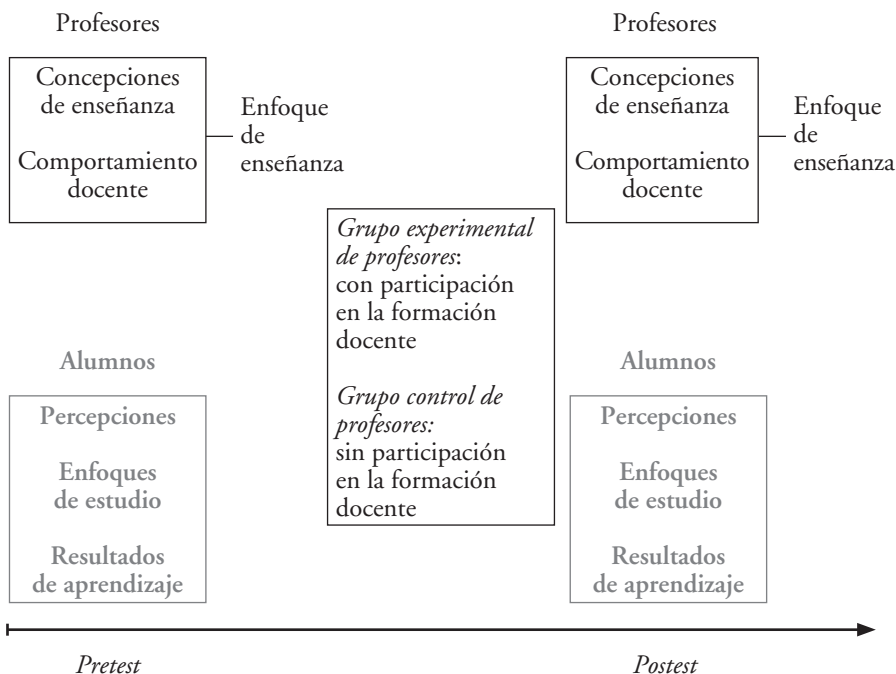 Profesores
Concepciones
de enseñanza
Comportamiento
docente
Enfoque
de
enseñanza
Alumnos
Percepciones
Enfoques
de estudio
Resultados
de aprendizaje
Grupo experimental
de profesores:
con participación
en la formación
docente
Grupo control de
profesores:
sin participación
en la formación
docente
Profesores
Concepciones
de enseñanza
Comportamiento
docente
Enfoque
de
enseñanza
Alumnos
Percepciones
Enfoques
de estudio
Resultados
de aprendizaje
Pretest
Postest